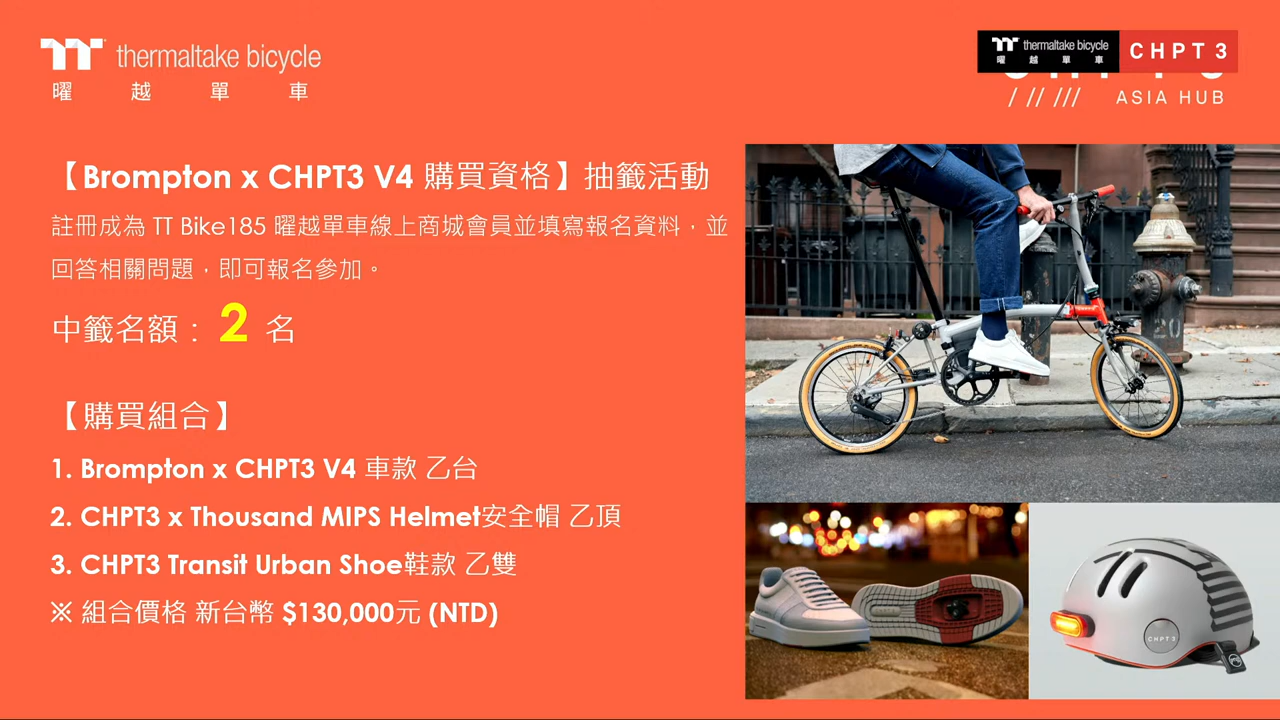 thermaltake bicycle
曜越單車
thermaltake bicycle
曜越單車
CHPT3
/ // ///
ASIA HUB
【Brompton x CHPT3 V4 購買資格】抽籤活動
註冊成為 TT Bike185 曜越單車線上商城會員並填寫報名資料，並
回答相關問題，即可報名參加。
中籤名額： 2 名
【購買組合】
1. Brompton x CHPT3 V4 車款 乙台
2. CHPT3 x Thousand MIPS Helmet安全帽 乙頂
3. CHPT3 Transit Urban Shoe鞋款 乙雙
※ 組合價格 新台幣 $130,000元 (NTD)
CHPT3